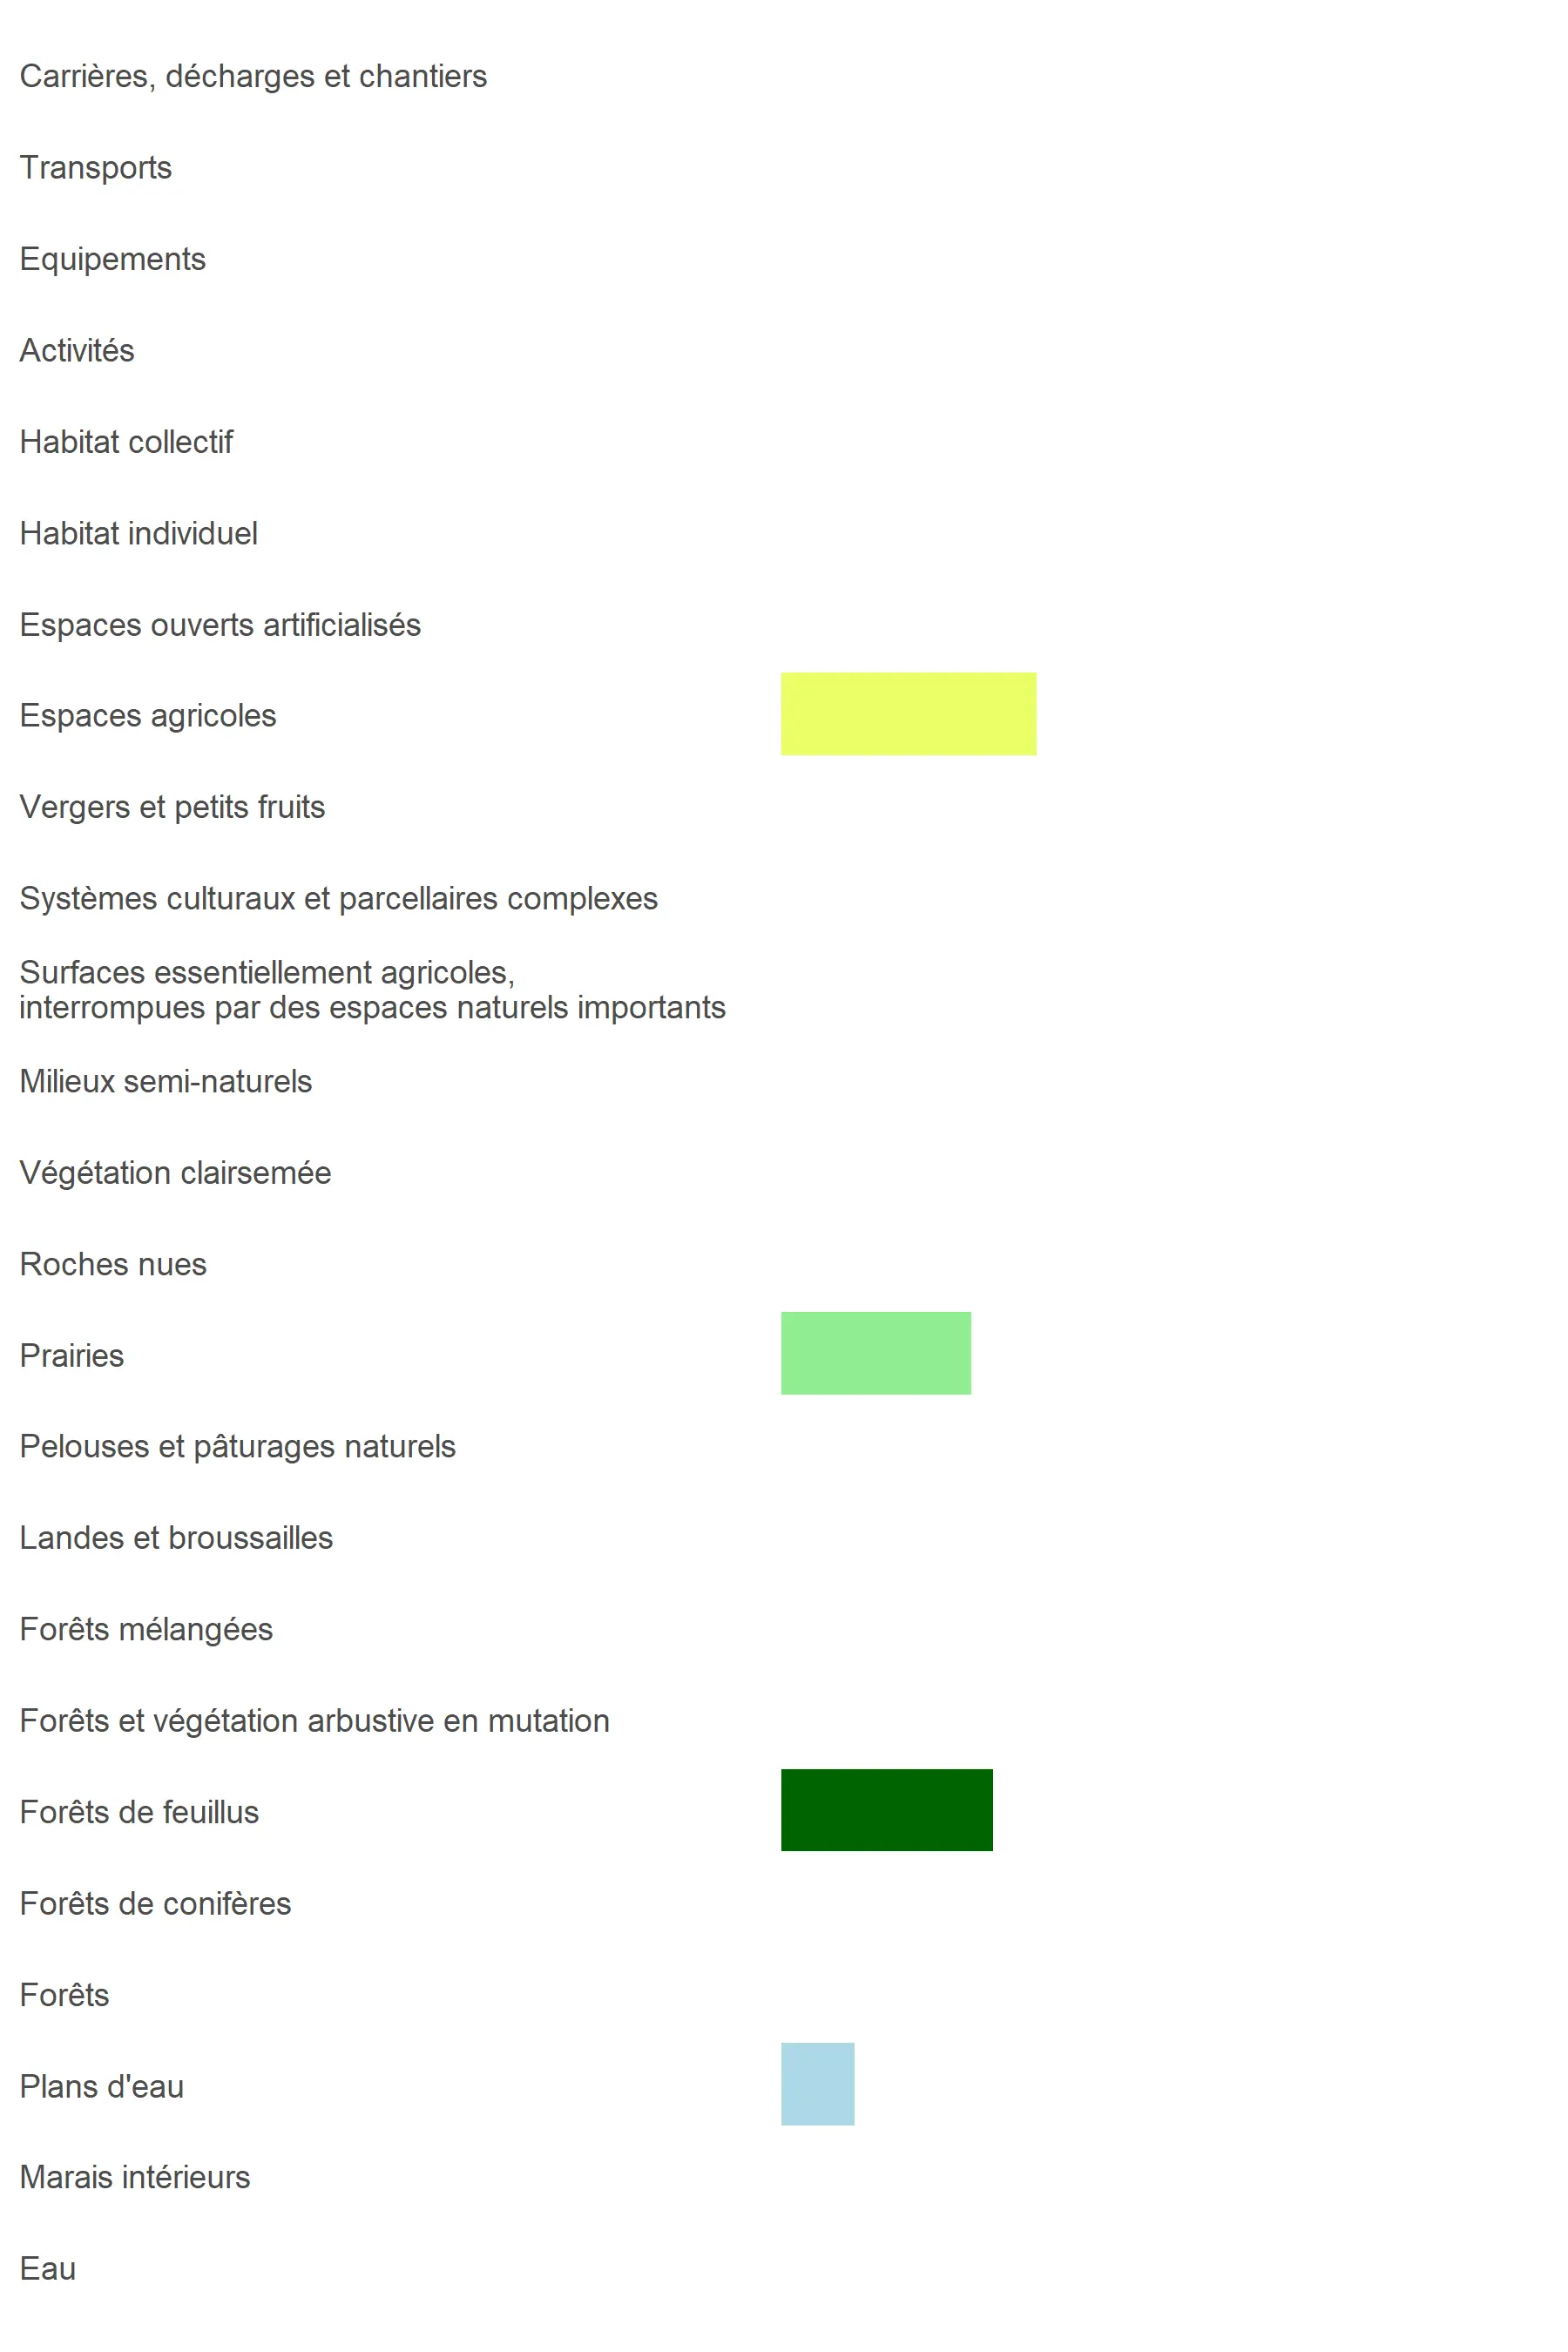 Carrières, décharges et chantiers
Transports
Equipements
Activités
Habitat collectif
Habitat individuel
Espaces ouverts artificialisés
Espaces agricoles
Vergers et petits fruits
Systèmes culturaux et parcellaires complexes
Surfaces essentiellement agricoles,
interrompues par des espaces naturels importants
Milieux semi-naturels
Végétation clairsemée
Roches nues
Prairies
Pelouses et pâturages naturels
Landes et broussailles
Forêts mélangées
Forêts et végétation arbustive en mutation
Forêts de feuillus
Forêts de conifères
Forêts
Plans d'eau
Marais intérieurs
Eau